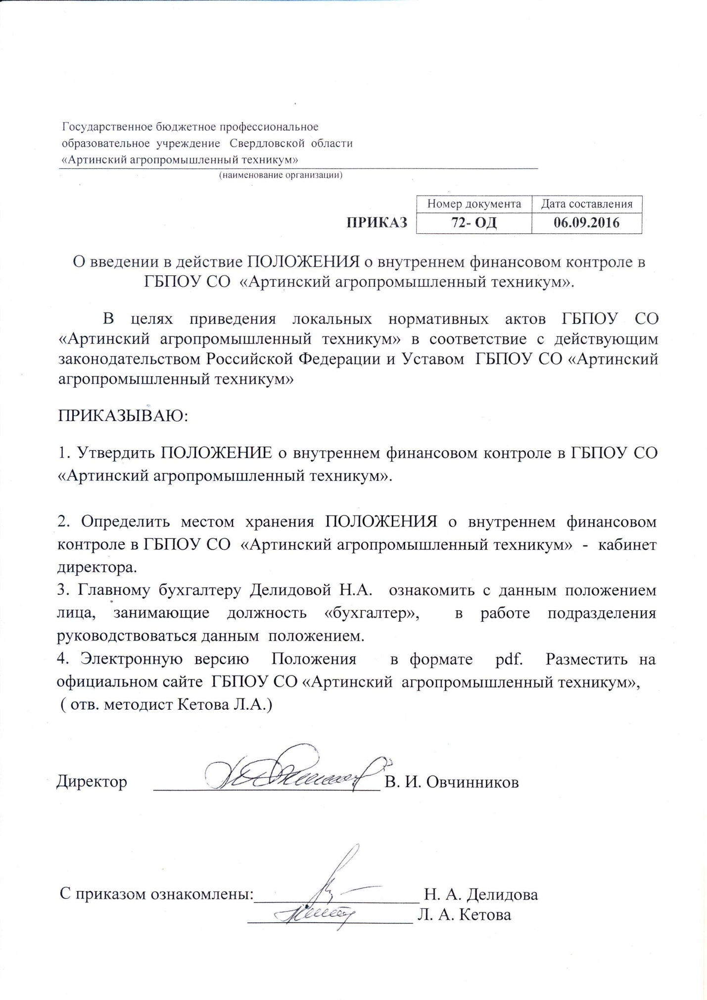 Государственное бюджетное профессиональное
образовательное учреждение Свердловской области
«Артинский агропромышленный техникум»
(наименование организации)
Номер документа Дата составления
ПРИКАЗ 72- ОД 06.09.2016
О введении в действие ПОЛОЖЕНИЯ о внутреннем финансовом контроле в
ГБПОУ СО «Артинский агропромышленный техникум».
В целях приведения локальных нормативных актов ГБПОУ СО
«Артинский агропромышленный техникум» в соответствие с действующим
законодательством Российской Федерации и Уставом ГБПОУ СО «Артинский
агропромышленный техникум»
ПРИКАЗЫВАЮ:
1. Утвердить ПОЛОЖЕНИЕ о внутреннем финансовом контроле в ГБПОУ СО
«Артинский агропромышленный техникум».
2. Определить местом хранения ПОЛОЖЕНИЯ о внутреннем финансовом
контроле в ГБПОУ СО «Артинский агропромышленный техникум» - кабинет
директора.
3. Главному бухгалтеру Делидовой Н.А. ознакомить с данным положением
лица, занимающие должность «бухгалтер», в работе подразделения
руководствоваться данным положением.
4. Электронную версию Положения в формате pdf. Разместить на
официальном сайте ГБПОУ СО «Артинский агропромышленный техникум»,
( отв. методист Кетова Л.А.)
Директор В. И. Овчинников
С приказом ознакомлены: Н. А. Делидова
Л. А. Кетова